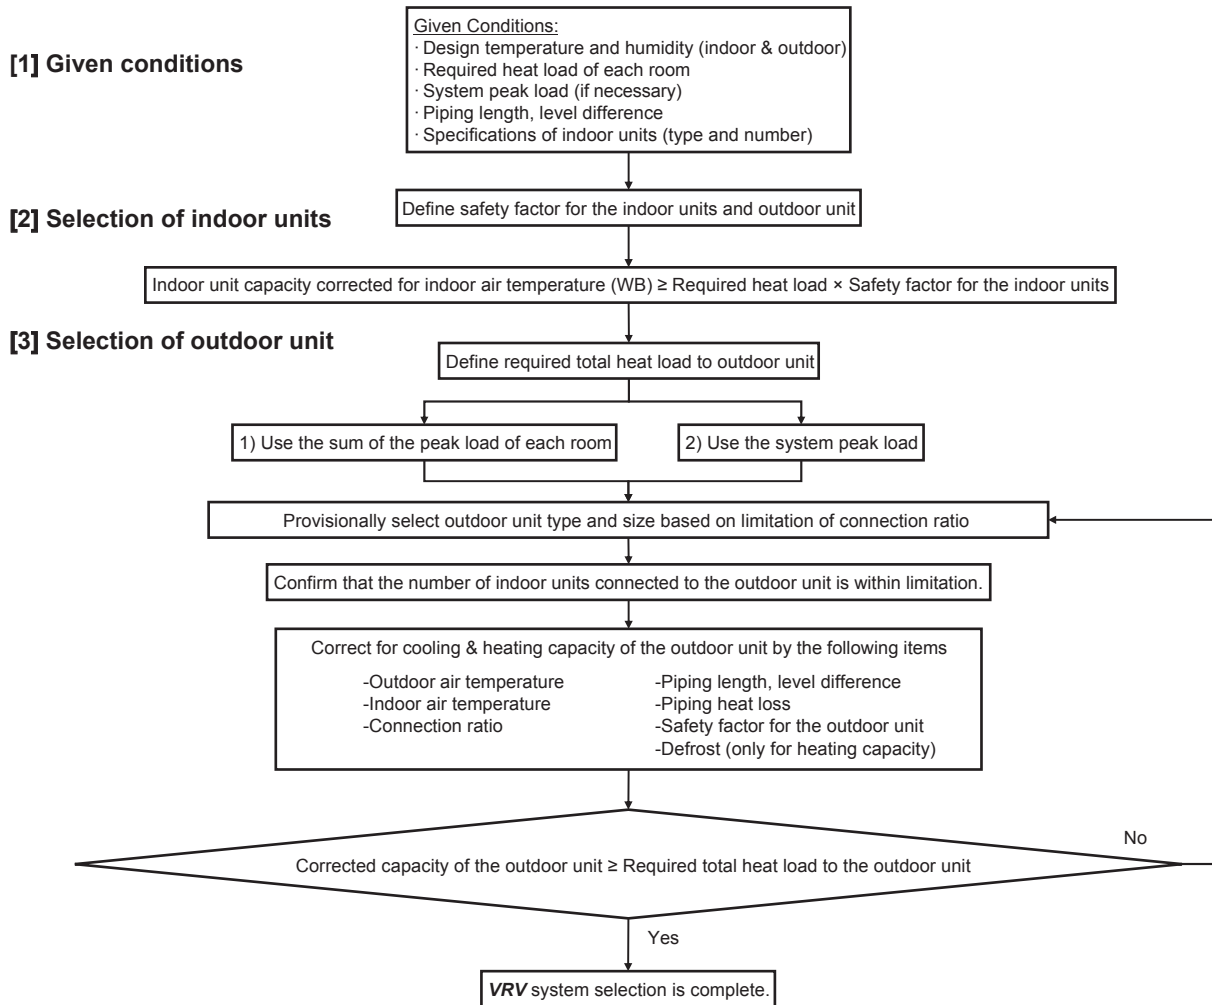 [1] Given conditions
Given Conditions:
· Design temperature and humidity (indoor & outdoor)
· Required heat load of each room
· System peak load (if necessary)
· Piping length, level difference
· Specifications of indoor units (type and number)
[2] Selection of indoor units
Define safety factor for the indoor units and outdoor unit
Indoor unit capacity corrected for indoor air temperature (WB) ≥ Required heat load × Safety factor for the indoor units
[3] Selection of outdoor unit
Define required total heat load to outdoor unit
1) Use the sum of the peak load of each room
2) Use the system peak load
Provisionally select outdoor unit type and size based on limitation of connection ratio
Confirm that the number of indoor units connected to the outdoor unit is within limitation.
Correct for cooling & heating capacity of the outdoor unit by the following items
-Outdoor air temperature
-Indoor air temperature
-Connection ratio
-Piping length, level difference
-Piping heat loss
-Safety factor for the outdoor unit
-Defrost (only for heating capacity)
Corrected capacity of the outdoor unit ≥ Required total heat load to the outdoor unit
No
Yes
VRV system selection is complete.